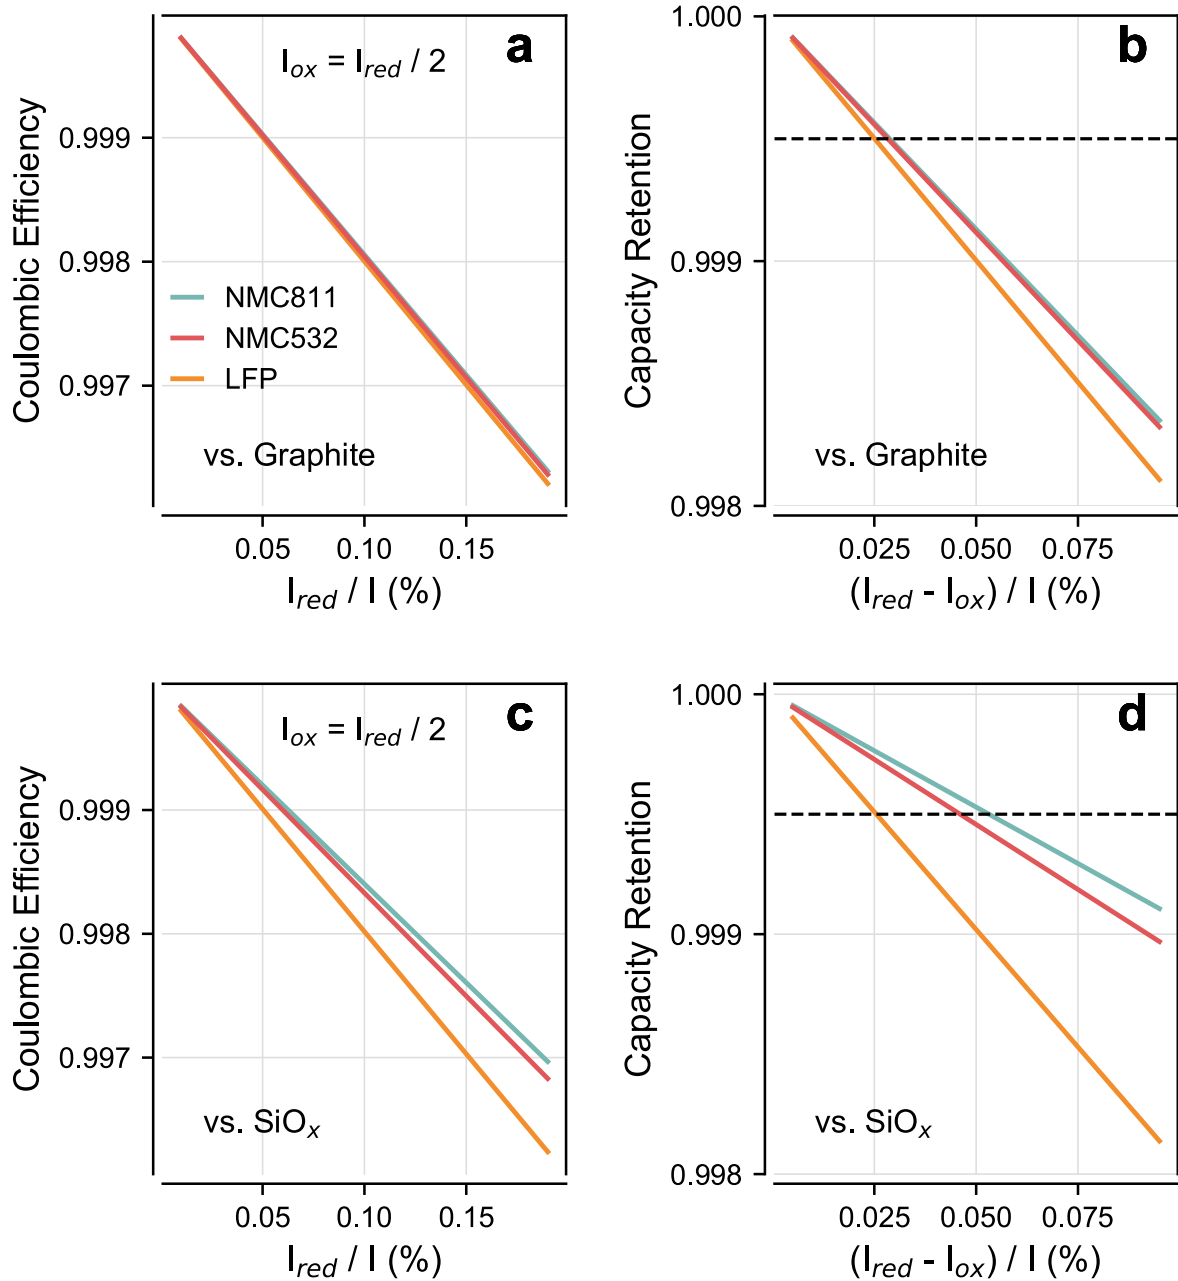 a
I_ox = I_red / 2
Coulombic Efficiency
0.999
0.998
0.997
NMC811
NMC532
LFP
vs. Graphite
0.05 0.10 0.15
I_red / I (%)
b
Capacity Retention
1.000
0.999
0.998
vs. Graphite
0.025 0.050 0.075
(I_red - I_ox) / I (%)
c
I_ox = I_red / 2
Coulombic Efficiency
0.999
0.998
0.997
vs. SiO_x
0.05 0.10 0.15
I_red / I (%)
d
Capacity Retention
1.000
0.999
0.998
vs. SiO_x
0.025 0.050 0.075
(I_red - I_ox) / I (%)